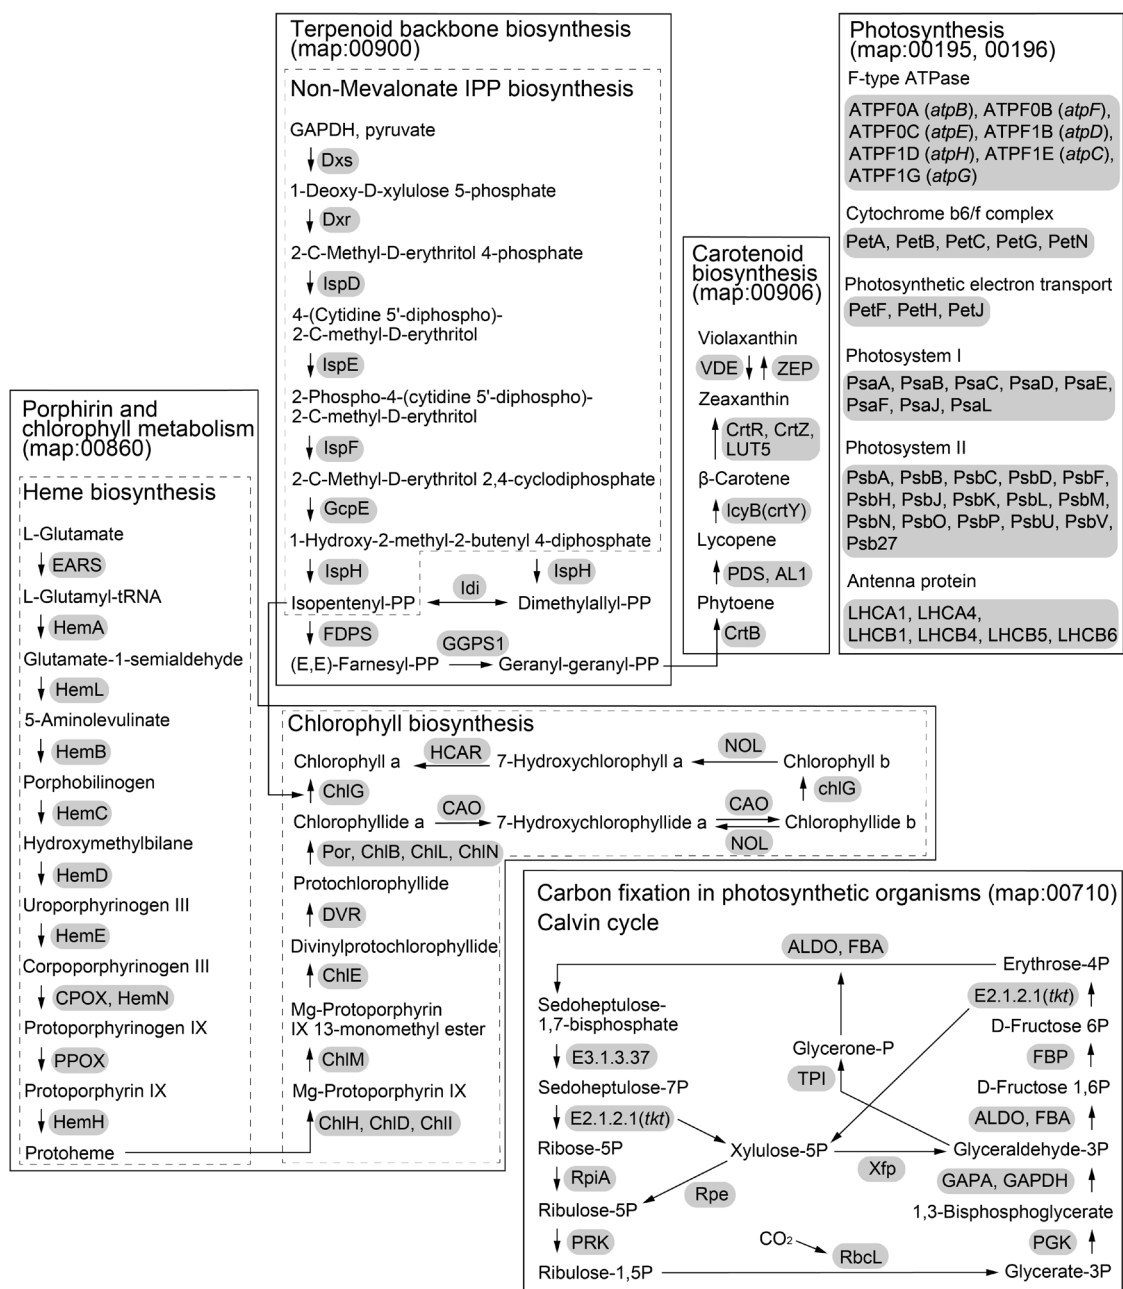 Terpenoid backbone biosynthesis
(map:00900)
Non-Mevalonate IPP biosynthesis
GAPDH, pyruvate
Dxs
1-Deoxy-D-xylulose 5-phosphate
Dxr
2-C-Methyl-D-erythritol 4-phosphate
IspD
4-(Cytidine 5'-diphospho)-
2-C-methyl-D-erythritol
IspE
2-Phospho-4-(cytidine 5'-diphospho)-
2-C-methyl-D-erythritol
IspF
2-C-Methyl-D-erythritol 2,4-cyclodiphosphate
GcpE
1-Hydroxy-2-methyl-2-butenyl 4-diphosphate
IspH
IspH
Idi
Isopentenyl-PP
Dimethylallyl-PP
FDPS
GGPS1
(E,E)-Farnesyl-PP
Geranyl-geranyl-PP
Carotenoid
biosynthesis
(map:00906)
Violaxanthin
VDE
ZEP
Zeaxanthin
CrtR, CrtZ,
LUT5
β-Carotene
lcyB(crtY)
Lycopene
PDS, AL1
Phytoene
CrtB
Photosynthesis
(map:00195, 00196)
F-type ATPase
ATPF0A (atpB), ATPF0B (atpF),
ATPF0C (atpE), ATPF1B (atpD),
ATPF1D (atpH), ATPF1E (atpC),
ATPF1G (atpG)
Cytochrome b6/f complex
PetA, PetB, PetC, PetG, PetN
Photosynthetic electron transport
PetF, PetH, PetJ
Photosystem I
PsaA, PsaB, PsaC, PsaD, PsaE,
PsaF, PsaJ, PsaL
Photosystem II
PsbA, PsbB, PsbC, PsbD, PsbF,
PsbH, PsbJ, PsbK, PsbL, PsbM,
PsbN, PsbO, PsbP, PsbU, PsbV,
Psb27
Antenna protein
LHCA1, LHCA4,
LHCB1, LHCB4, LHCB5, LHCB6
Porphirin and
chlorophyll metabolism
(map:00860)
Heme biosynthesis
L-Glutamate
EARS
L-Glutamyl-tRNA
HemA
Glutamate-1-semialdehyde
HemL
5-Aminolevulinate
HemB
Porphobilinogen
HemC
Hydroxymethylbilane
HemD
Uroporphyrinogen III
HemE
Corpoporphyrinogen III
CPOX, HemN
Protoporphyrinogen IX
PPOX
Protoporphyrin IX
HemH
Protoheme
Chlorophyll biosynthesis
Chlorophyll a
HCAR
7-Hydroxychlorophyll a
NOL
Chlorophyll b
ChlG
chlG
Chlorophyllide a
CAO
7-Hydroxychlorophyllide a
CAO
NOL
Chlorophyllide b
Por, ChlB, ChlL, ChlN
Protochlorophyllide
DVR
Divinylprotochlorophyllide
ChlE
Mg-Protoporphyrin
IX 13-monomethyl ester
ChlM
Mg-Protoporphyrin IX
ChlH, ChlD, ChlI
Carbon fixation in photosynthetic organisms (map:00710)
Calvin cycle
ALDO, FBA
Erythrose-4P
Sedoheptulose-
1,7-bisphosphate
E2.1.2.1(tkt)
D-Fructose 6P
E3.1.3.37
Glycerone-P
FBP
TPI
Sedoheptulose-7P
D-Fructose 1,6P
E2.1.2.1(tkt)
ALDO, FBA
Ribose-5P
Xylulose-5P
Glyceraldehyde-3P
Xfp
RpiA
Rpe
GAPA, GAPDH
Ribulose-5P
1,3-Bisphosphoglycerate
PRK
CO2
RbcL
PGK
Ribulose-1,5P
Glycerate-3P